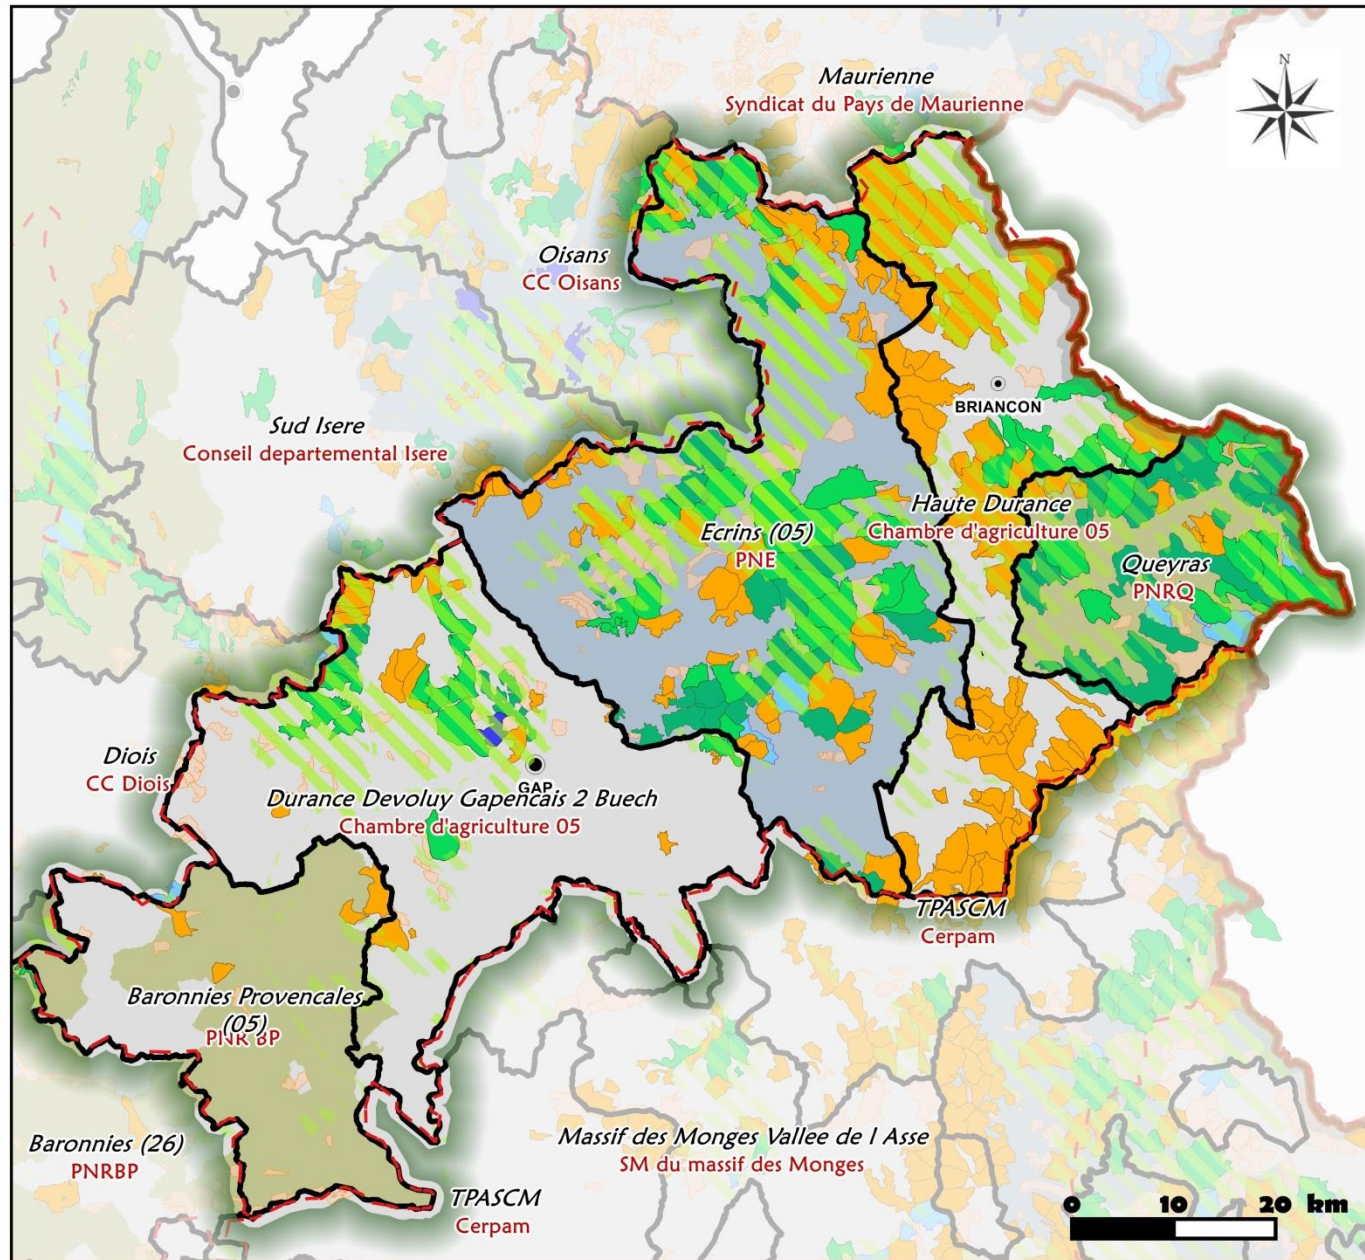 N
Maurienne
Syndicat du Pays de Maurienne
Oisans
CC Oisans
BRIANCON
Sud Isere
Conseil departemental Isere
Haute Durance
Chambre d'agriculture 05
Ecrins (05)
PNE
Queyras
PNRQ
Diois
CC Diois
GAP
Durance Devoluy Gapencais 2 Buech
Chambre d'agriculture 05
TPASCM
Cerpam
Baronnies Provencales
(05)
PNR BP
Baronnies (26)
PNRBP
Massif des Monges Vallee de l Asse
SM du massif des Monges
TPASCM
Cerpam
0 10 20 km